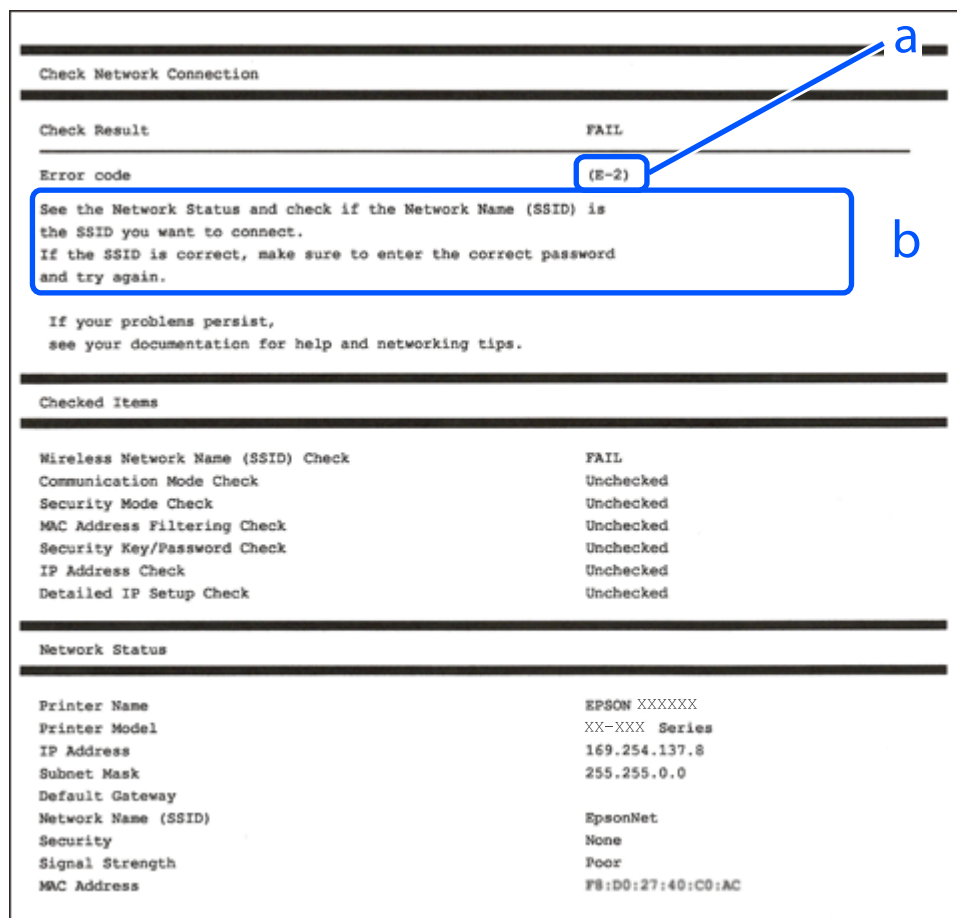 a
Check Network Connection
Check Result FAIL
Error code (E-2)
See the Network Status and check if the Network Name (SSID) is
the SSID you want to connect.
If the SSID is correct, make sure to enter the correct password
and try again.
b
If your problems persist,
see your documentation for help and networking tips.
Checked Items
Wireless Network Name (SSID) Check FAIL
Communication Mode Check Unchecked
Security Mode Check Unchecked
MAC Address Filtering Check Unchecked
Security Key/Password Check Unchecked
IP Address Check Unchecked
Detailed IP Setup Check Unchecked
Network Status
Printer Name EPSON XXXXXX
Printer Model XX-XXX Series
IP Address 169.254.137.8
Subnet Mask 255.255.0.0
Default Gateway
Network Name (SSID) EpsonNet
Security None
Signal Strength Poor
MAC Address F8:D0:27:40:C0:AC